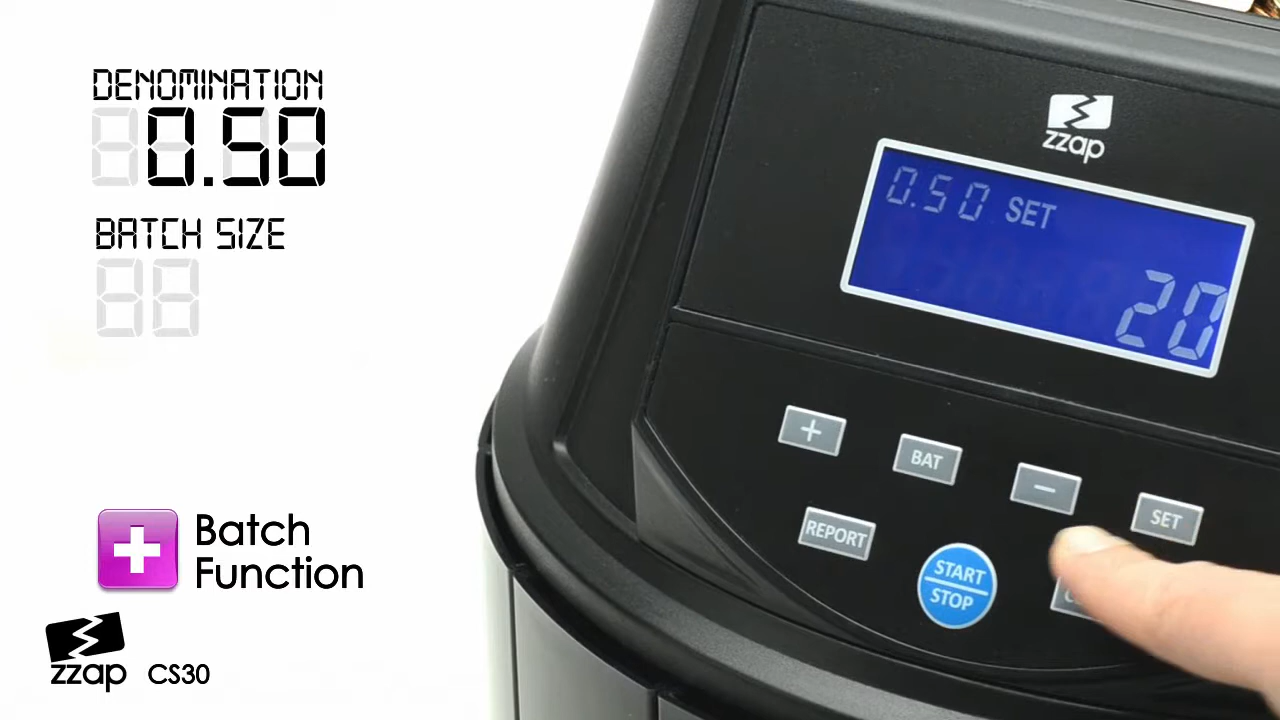 DENOMINATION
0.50
BATCH SIZE
Batch
Function
zzap CS30
zzap
0.50 SET
20
+
BAT
−
SET
REPORT
START
STOP